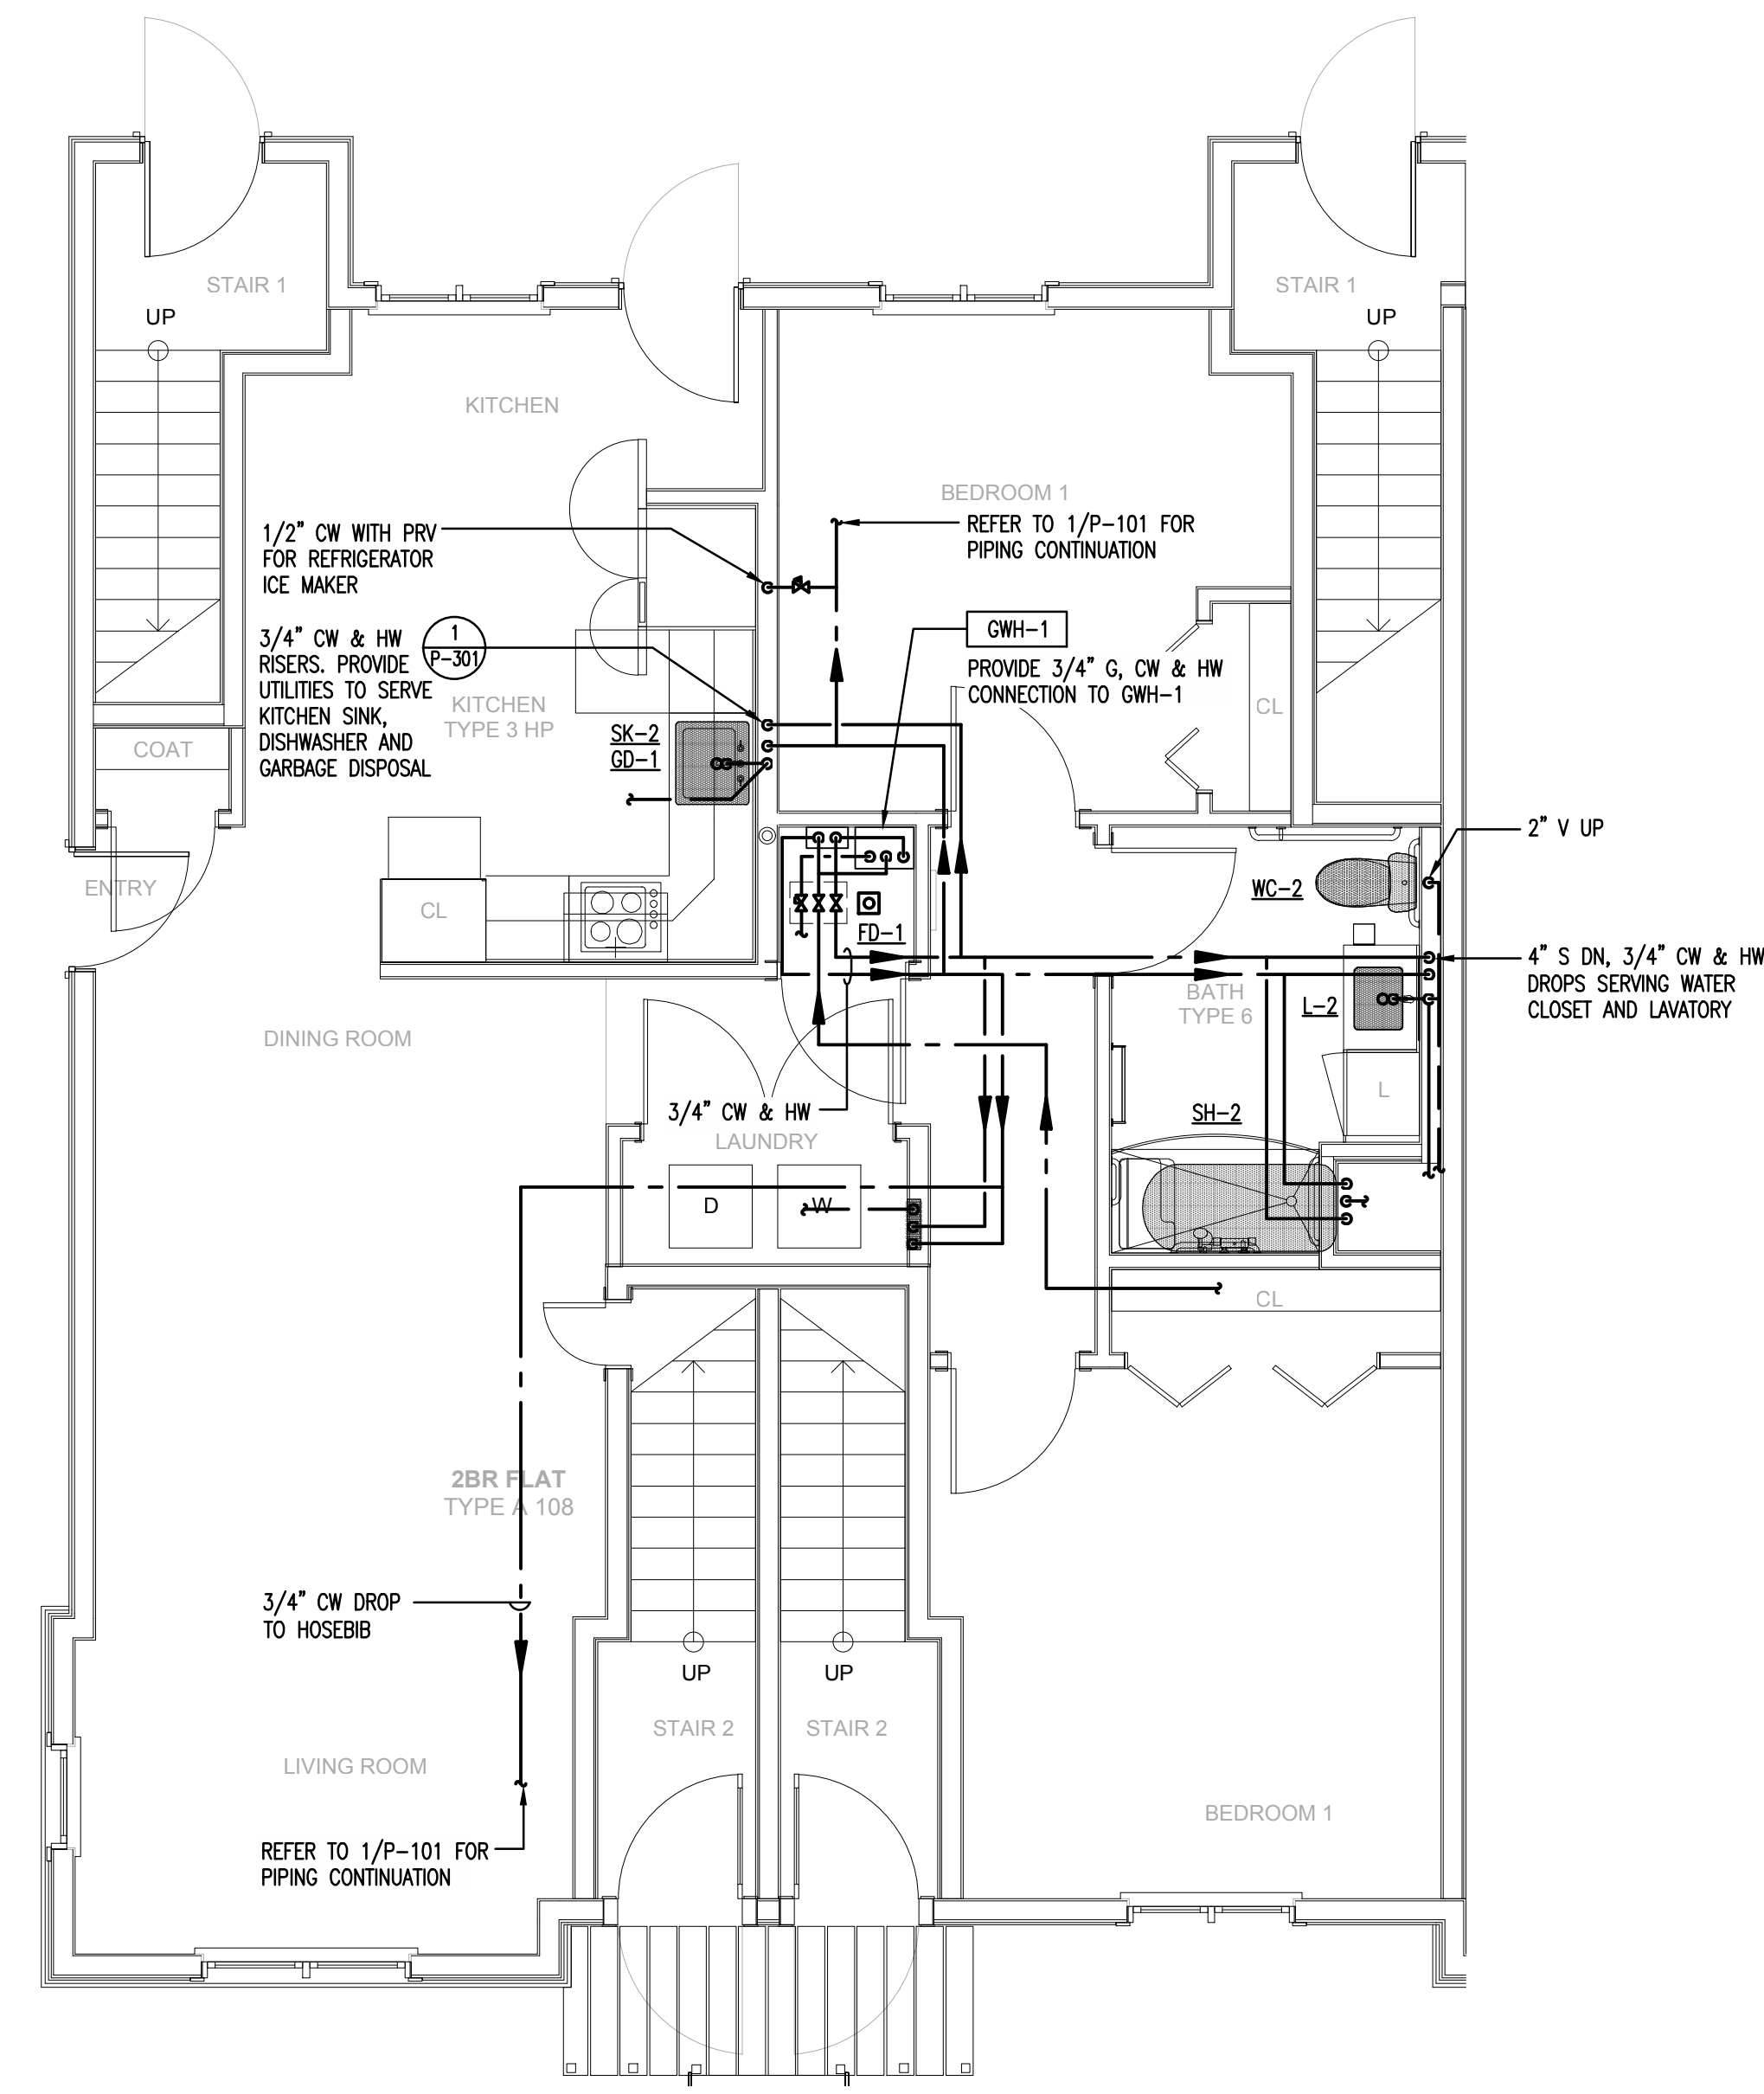 STAIR 1
STAIR 1
UP
UP
KITCHEN
BEDROOM 1
1/2" CW WITH PRV
FOR REFRIGERATOR
ICE MAKER
REFER TO 1/P-101 FOR
PIPING CONTINUATION
3/4" CW & HW
RISERS. PROVIDE
UTILITIES TO SERVE
KITCHEN SINK,
DISHWASHER AND
GARBAGE DISPOSAL
1
P-301
GWH-1
PROVIDE 3/4" G, CW & HW
CONNECTION TO GWH-1
KITCHEN
TYPE 3 HP
SK-2
GD-1
CL
COAT
ENTRY
CL
FD-1
WC-2
2" V UP
4" S DN, 3/4" CW & HW
DROPS SERVING WATER
CLOSET AND LAVATORY
BATH
TYPE 6
L-2
DINING ROOM
L
3/4" CW & HW
SH-2
LAUNDRY
D
W
CL
2BR FLAT
TYPE A 108
3/4" CW DROP
TO HOSEBIB
UP
UP
STAIR 2
STAIR 2
LIVING ROOM
BEDROOM 1
REFER TO 1/P-101 FOR
PIPING CONTINUATION